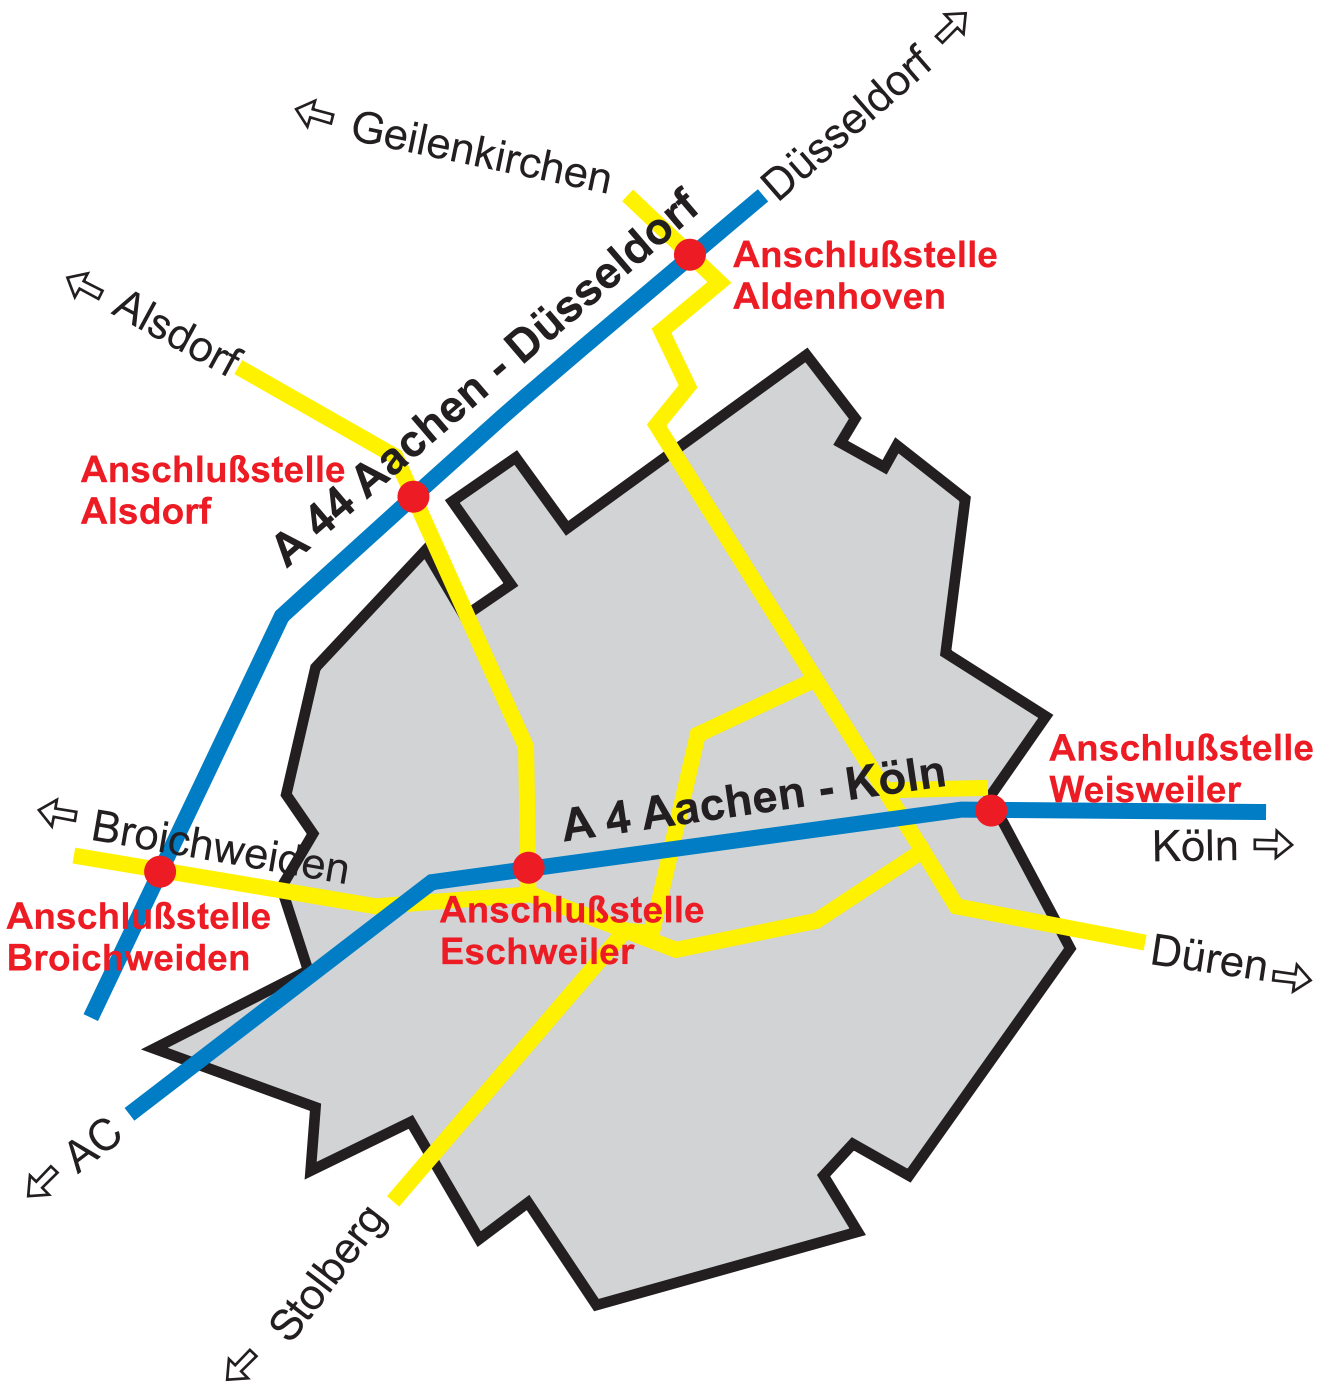 Düsseldorf
Geilenkirchen
A 44 Aachen - Düsseldorf
Anschlußstelle
Aldenhoven
Alsdorf
Anschlußstelle
Alsdorf
Anschlußstelle
Weisweiler
A 4 Aachen - Köln
Köln
Broichweiden
Anschlußstelle
Broichweiden
Anschlußstelle
Eschweiler
Düren
AC
Stolberg